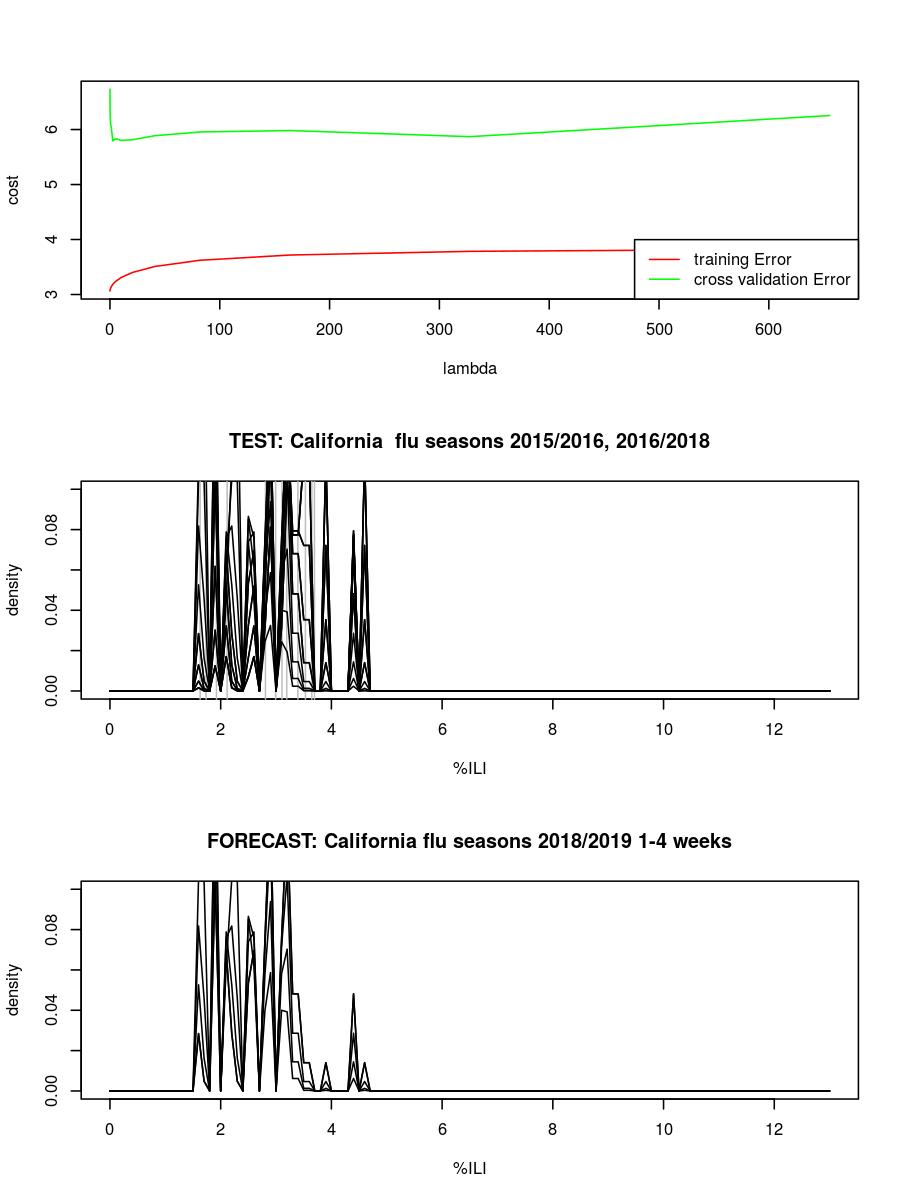 6
5
4
3
cost
training Error
cross validation Error
0 100 200 300 400 500 600
lambda
TEST: California  flu seasons 2015/2016, 2016/2018
0.08
0.04
0.00
density
0 2 4 6 8 10 12
%ILI
FORECAST: California flu seasons 2018/2019 1-4 weeks
0.08
0.04
0.00
density
0 2 4 6 8 10 12
%ILI